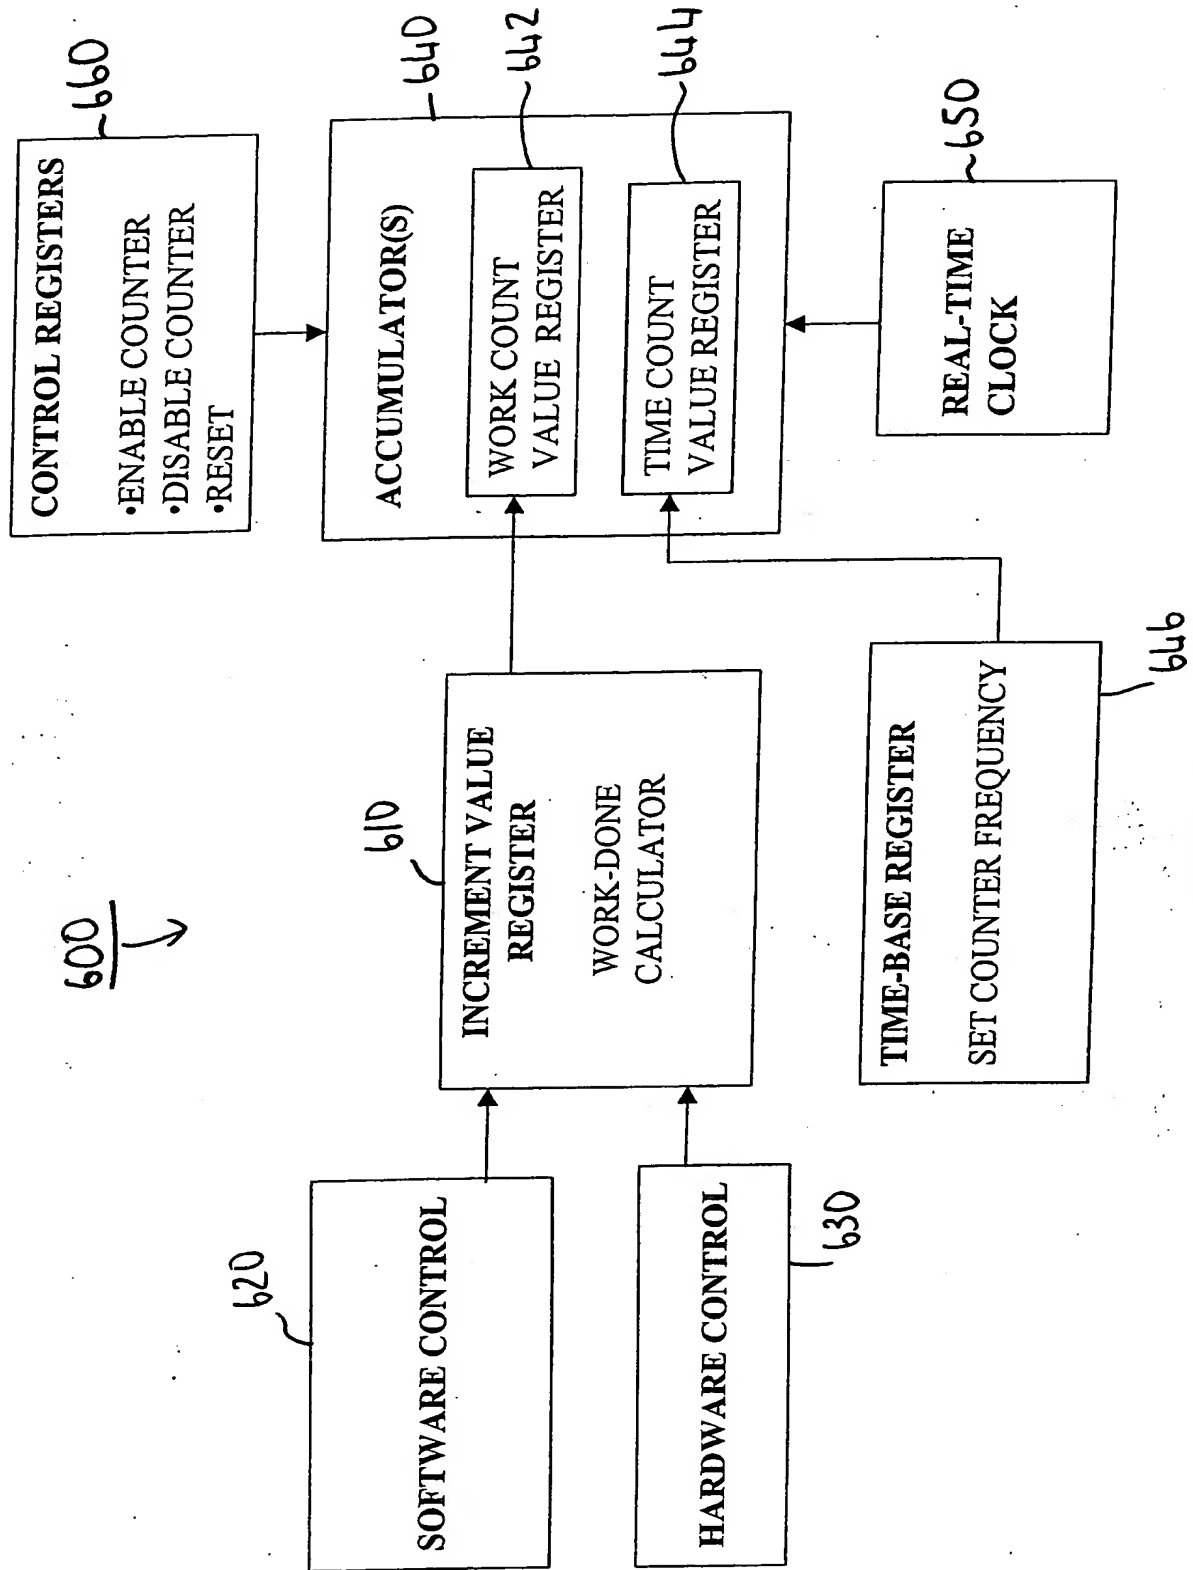 600
620
SOFTWARE CONTROL
HARDWARE CONTROL
630
610
INCREMENT VALUE
REGISTER
WORK-DONE
CALCULATOR
TIME-BASE REGISTER
SET COUNTER FREQUENCY
646
660
CONTROL REGISTERS
•ENABLE COUNTER
•DISABLE COUNTER
•RESET
640
ACCUMULATOR(S)
642
WORK COUNT
VALUE REGISTER
644
TIME COUNT
VALUE REGISTER
650
REAL-TIME
CLOCK